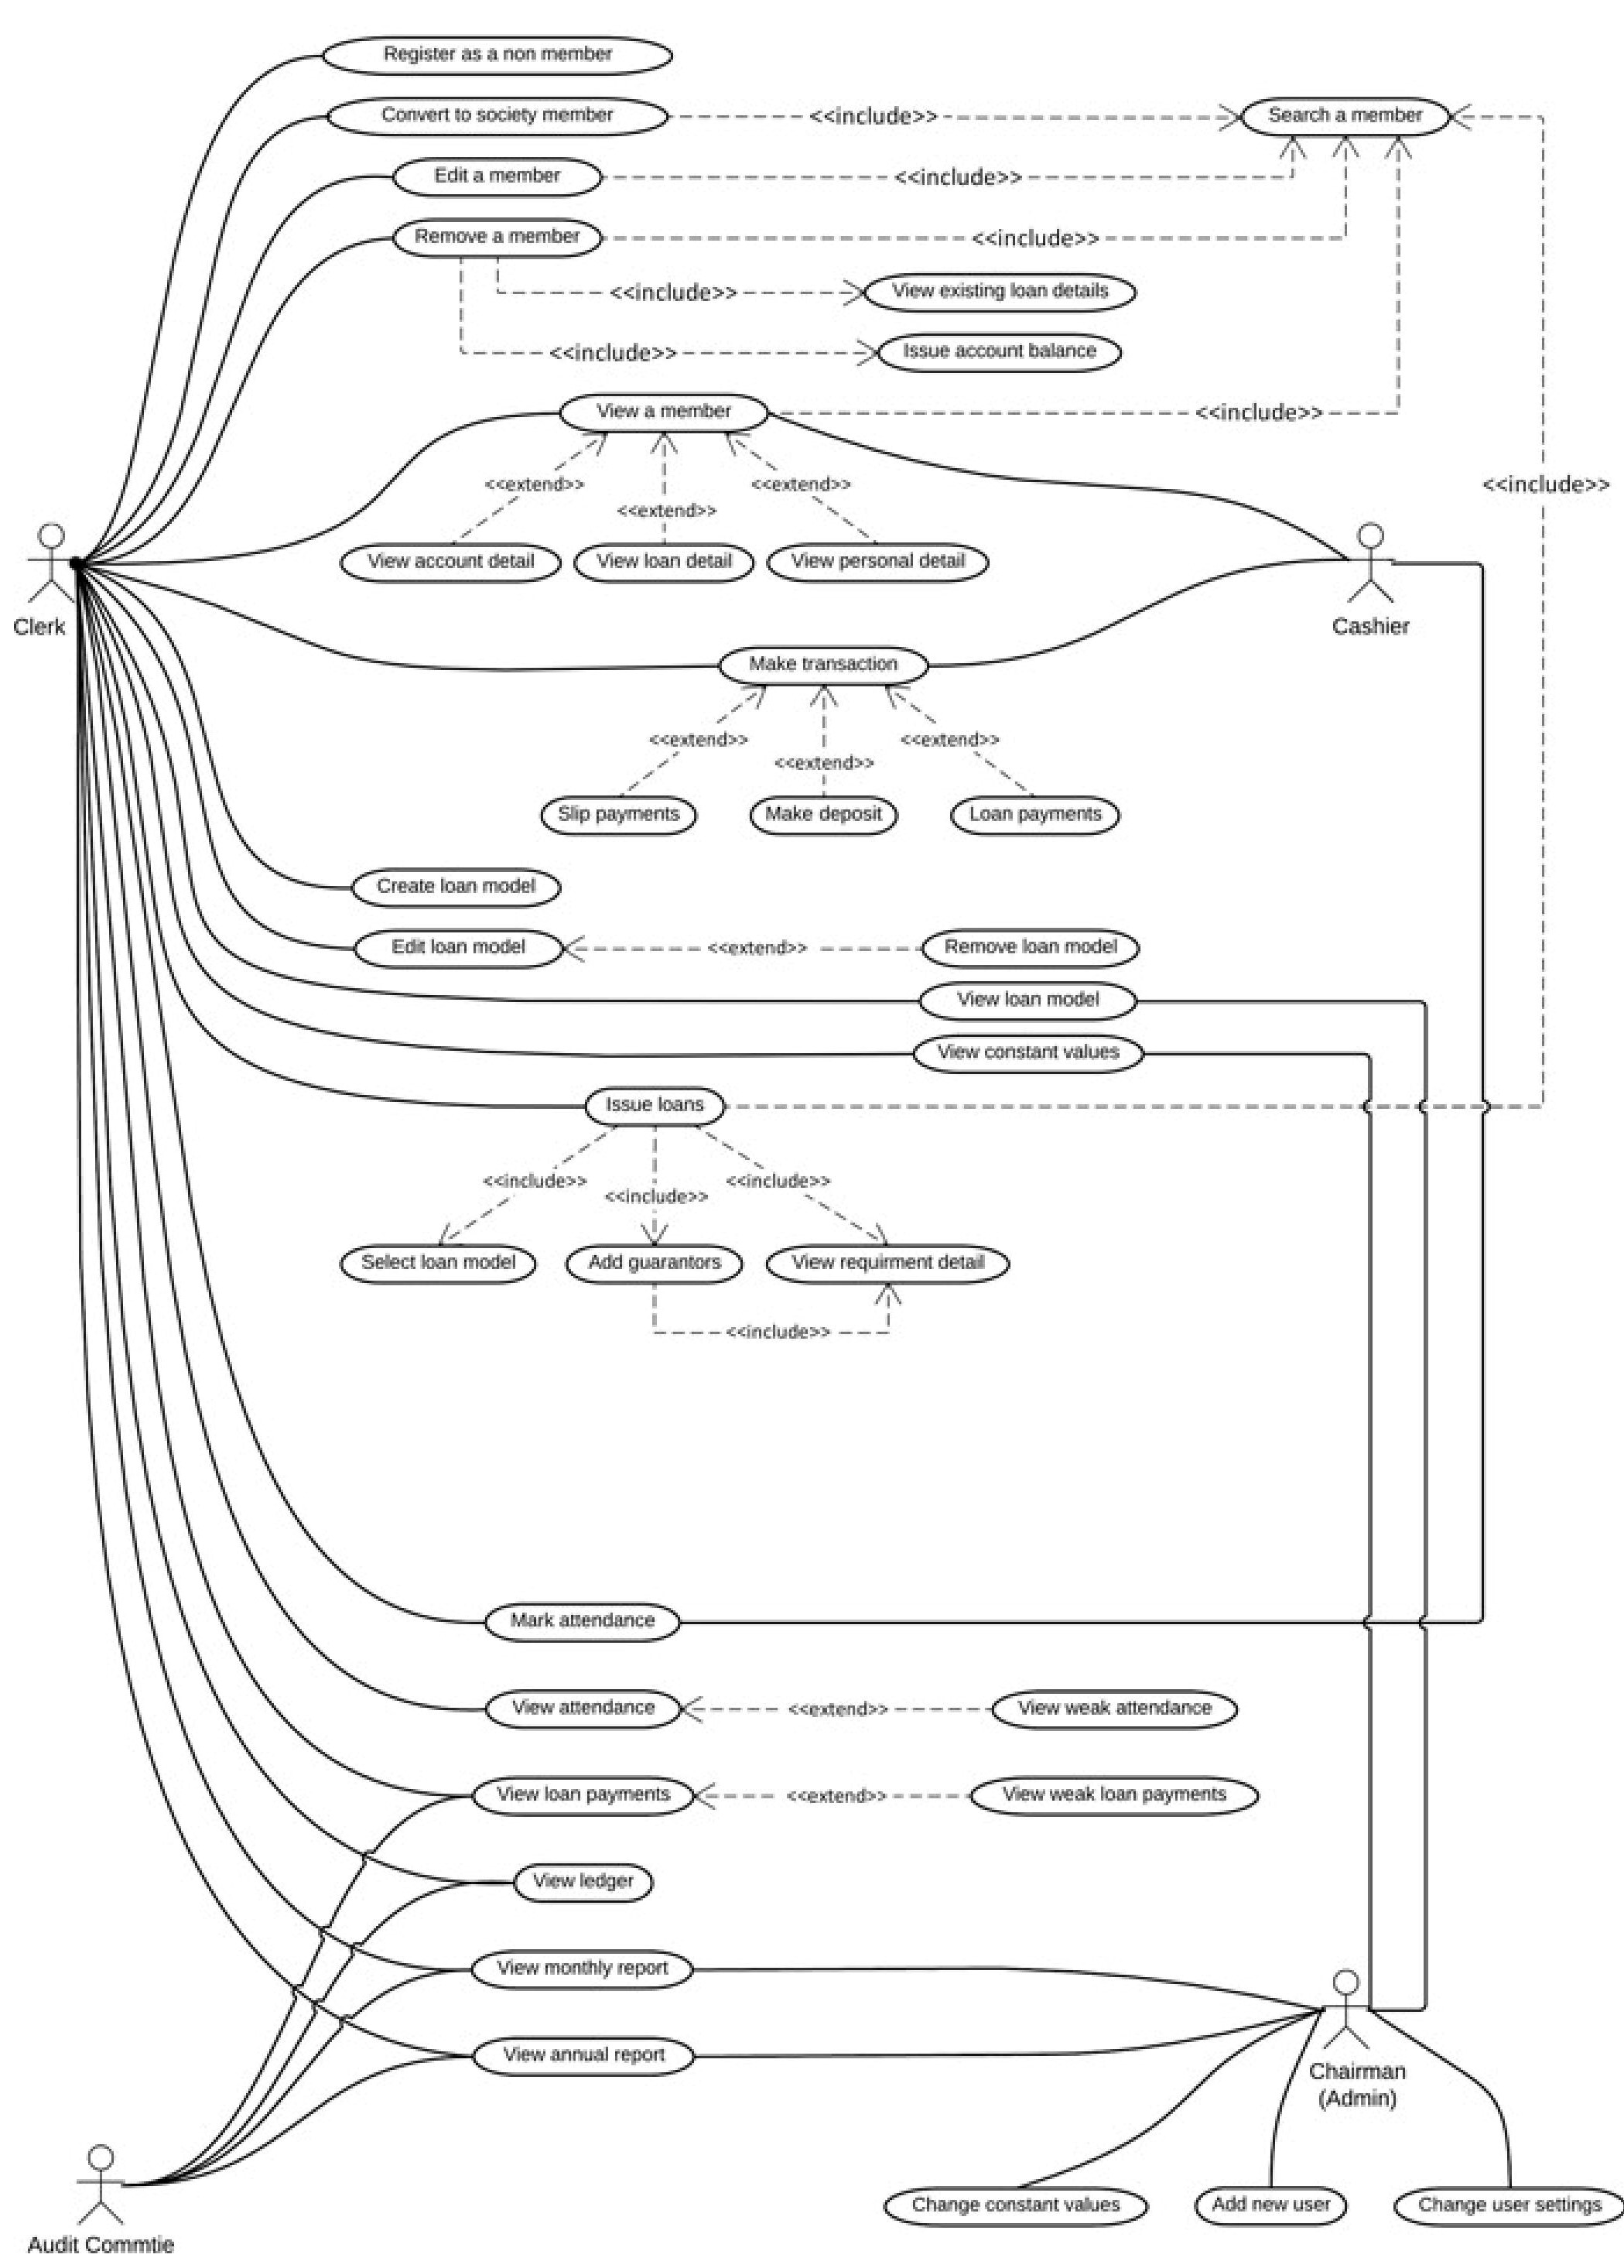 Register as a non member
Convert to society member
<<include>>
Search a member
Edit a member
<<include>>
Remove a member
<<include>>
<<include>>
View existing loan details
<<include>>
Issue account balance
View a member
<<include>>
<<extend>>
<<extend>>
<<extend>>
<<include>>
View account detail
View loan detail
View personal detail
Clerk
Cashier
Make transaction
<<extend>>
<<extend>>
<<extend>>
Slip payments
Make deposit
Loan payments
Create loan model
Edit loan model
<<extend>>
Remove loan model
View loan model
View constant values
Issue loans
<<include>>
<<include>>
<<include>>
Select loan model
Add guarantors
View requirment detail
<<include>>
Mark attendance
View attendance
<<extend>>
View weak attendance
View loan payments
<<extend>>
View weak loan payments
View ledger
View monthly report
View annual report
Chairman
(Admin)
Change constant values
Add new user
Change user settings
Audit Commtie